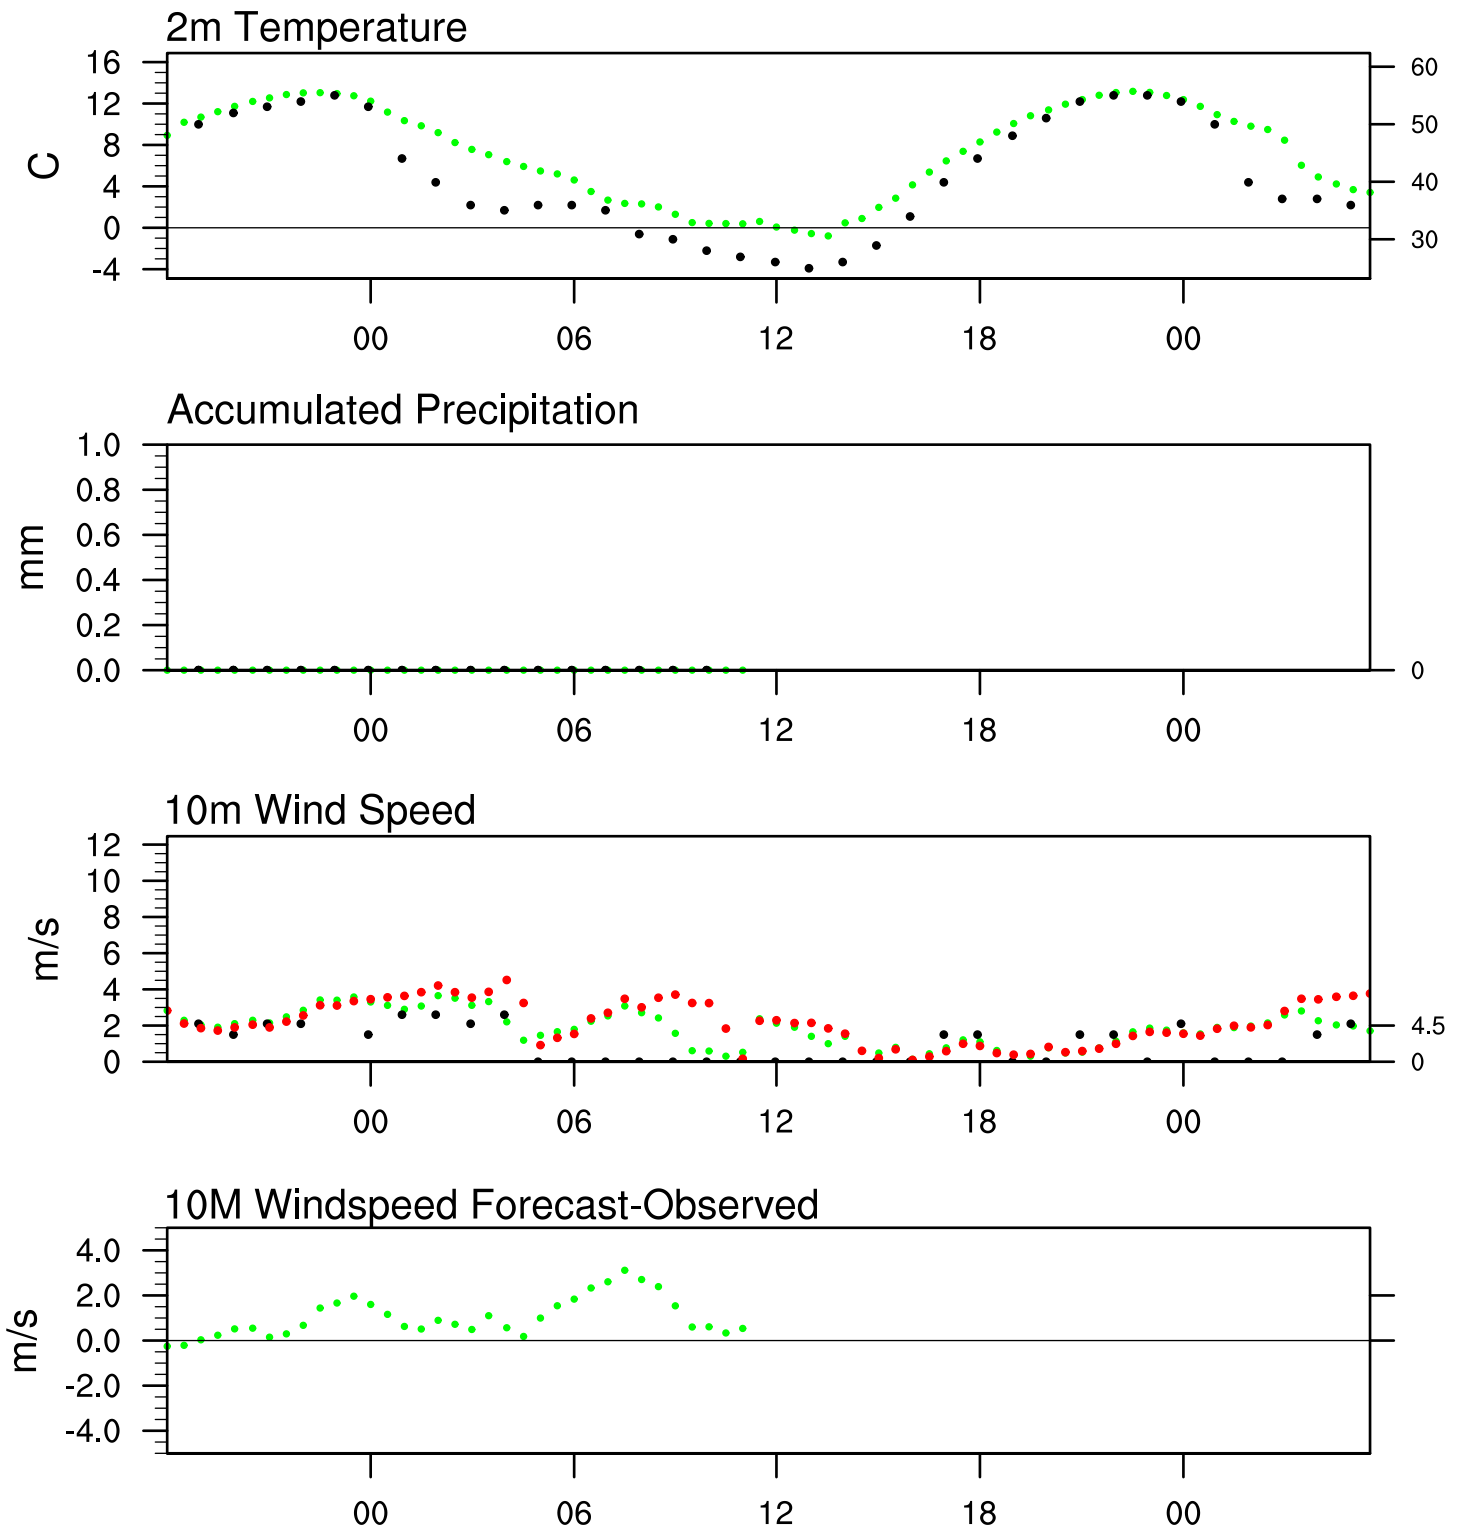 2m Temperature
16
12
8
4
0
-4
C
60
50
40
30
00 06 12 18 00
Accumulated Precipitation
1.0
0.8
0.6
0.4
0.2
0.0
mm
0
00 06 12 18 00
10m Wind Speed
12
10
8
6
4
2
0
m/s
4.5
0
00 06 12 18 00
10M Windspeed Forecast-Observed
4.0
2.0
0.0
-2.0
-4.0
m/s
00 06 12 18 00